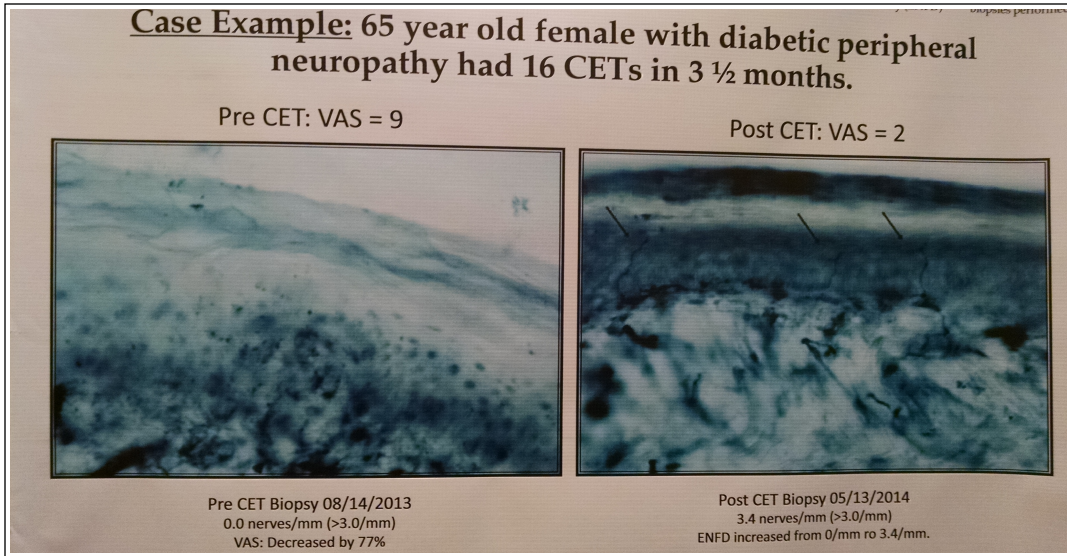 biopsies performed
Case Example: 65 year old female with diabetic peripheral
neuropathy had 16 CETs in 3 ½ months.
Pre CET: VAS = 9
Post CET: VAS = 2
Pre CET Biopsy 08/14/2013
0.0 nerves/mm (>3.0/mm)
VAS: Decreased by 77%
Post CET Biopsy 05/13/2014
3.4 nerves/mm (>3.0/mm)
ENFD increased from 0/mm ro 3.4/mm.